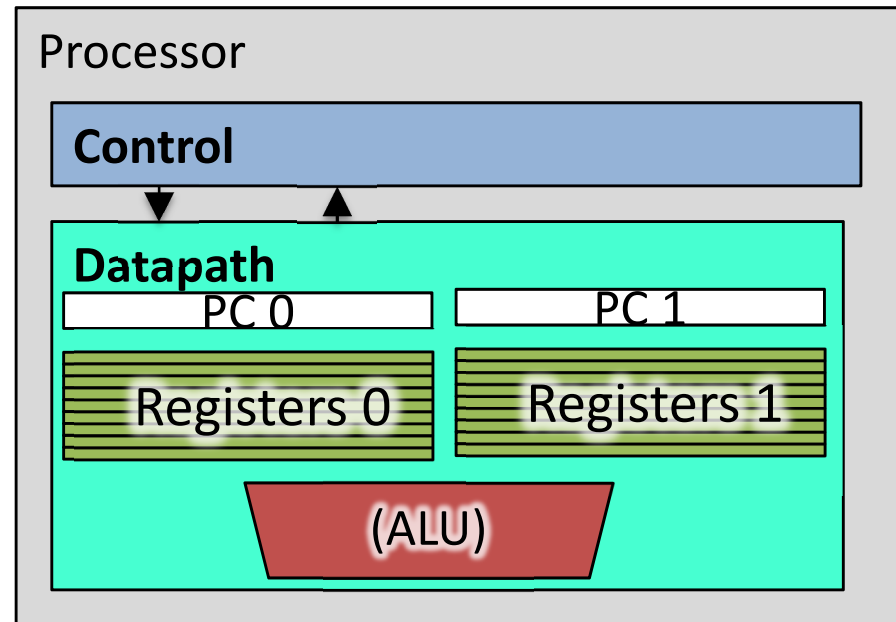 Processor
Control
Datapath
PC 0
PC 1
Registers 0
Registers 1
(ALU)